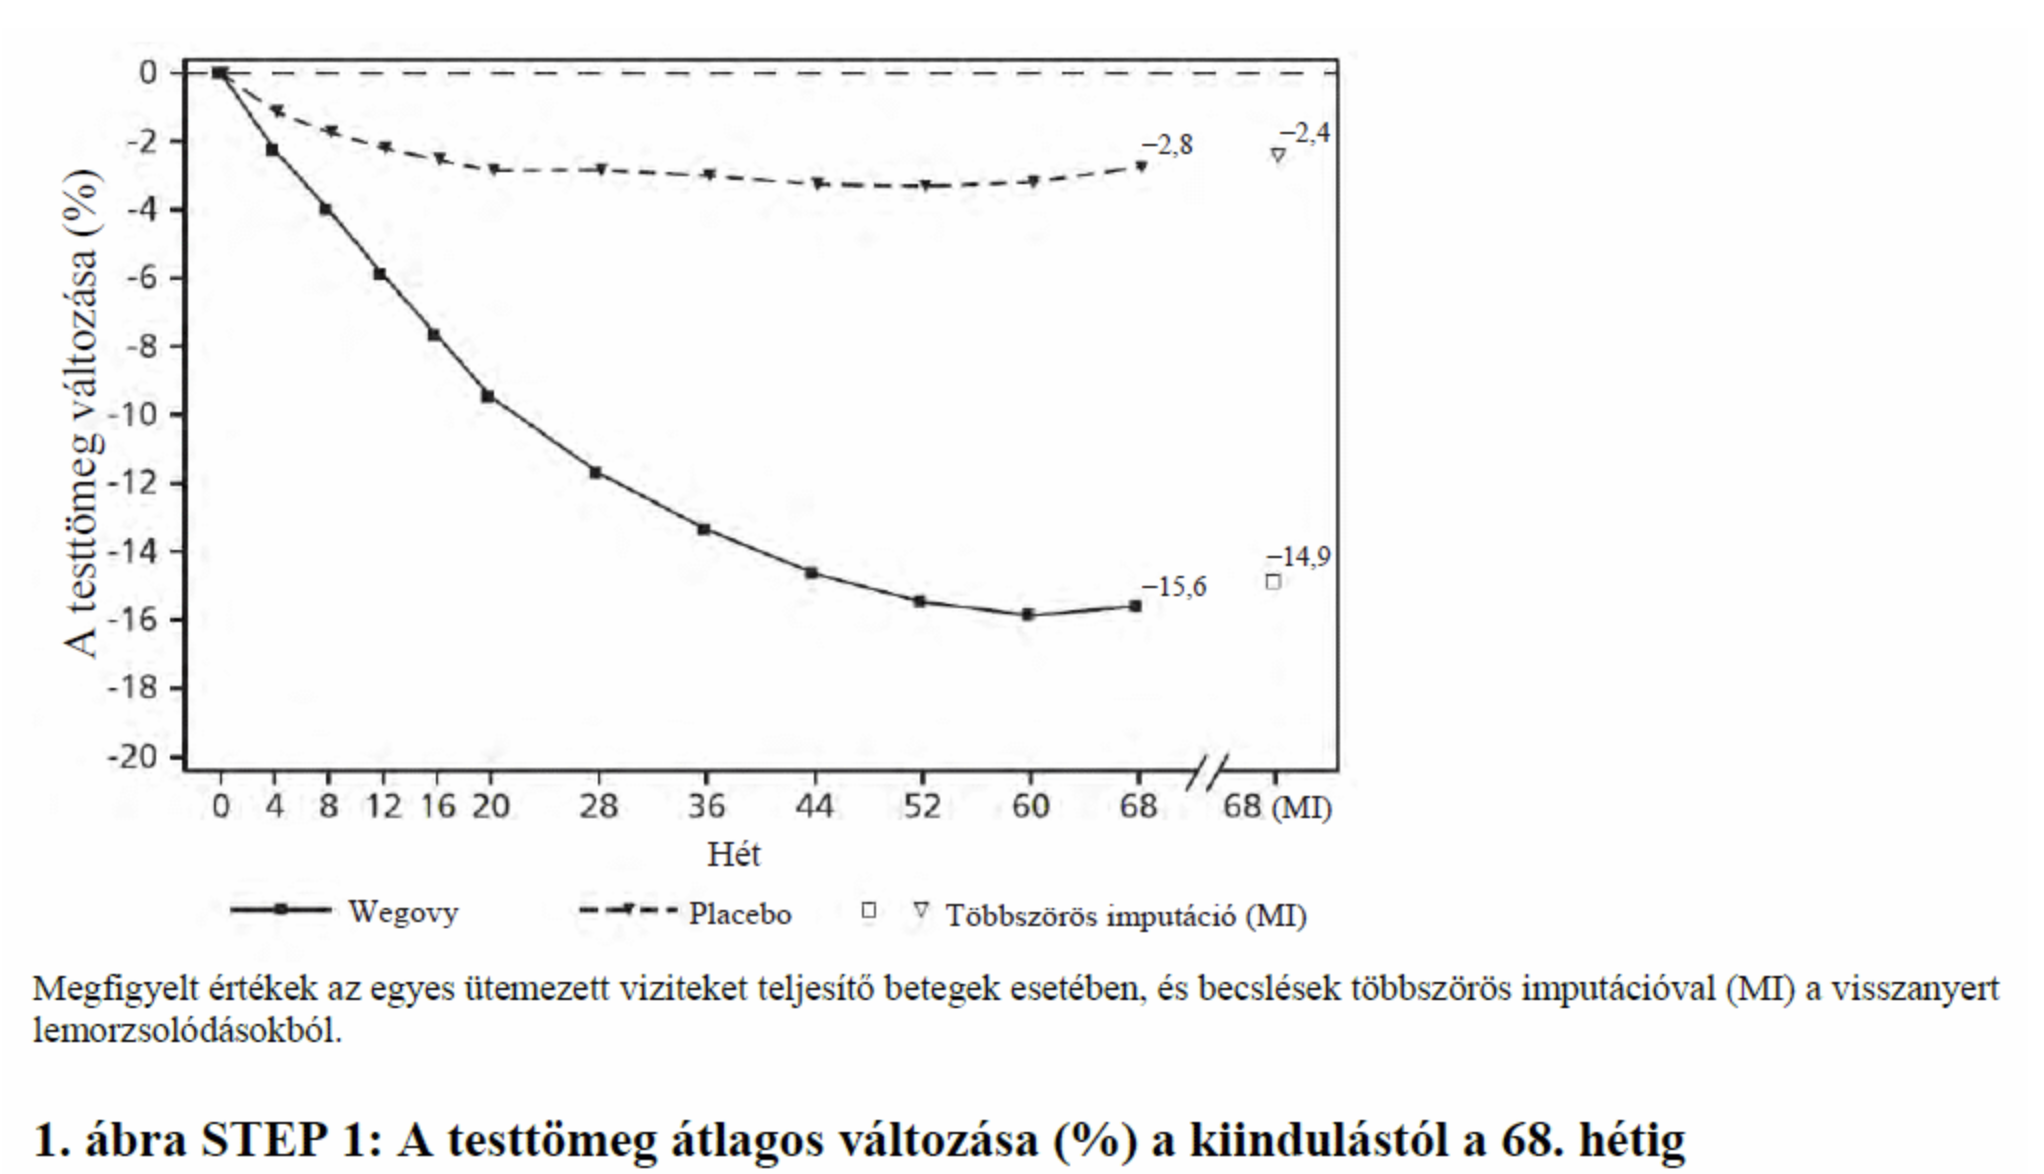 A testtömeg változása (%)
0
-2
-4
-6
-8
-10
-12
-14
-16
-18
-20
−2,8
−2,4
−15,6
−14,9
0 4 8 12 16 20 28 36 44 52 60 68 68 (MI)
Hét
Wegovy Placebo Többszörös imputáció (MI)
Megfigyelt értékek az egyes ütemezett viziteket teljesítő betegek esetében, és becslések többszörös imputációval (MI) a visszanyert
lemorzsolódásokból.
1. ábra STEP 1: A testtömeg átlagos változása (%) a kiindulástól a 68. hétig